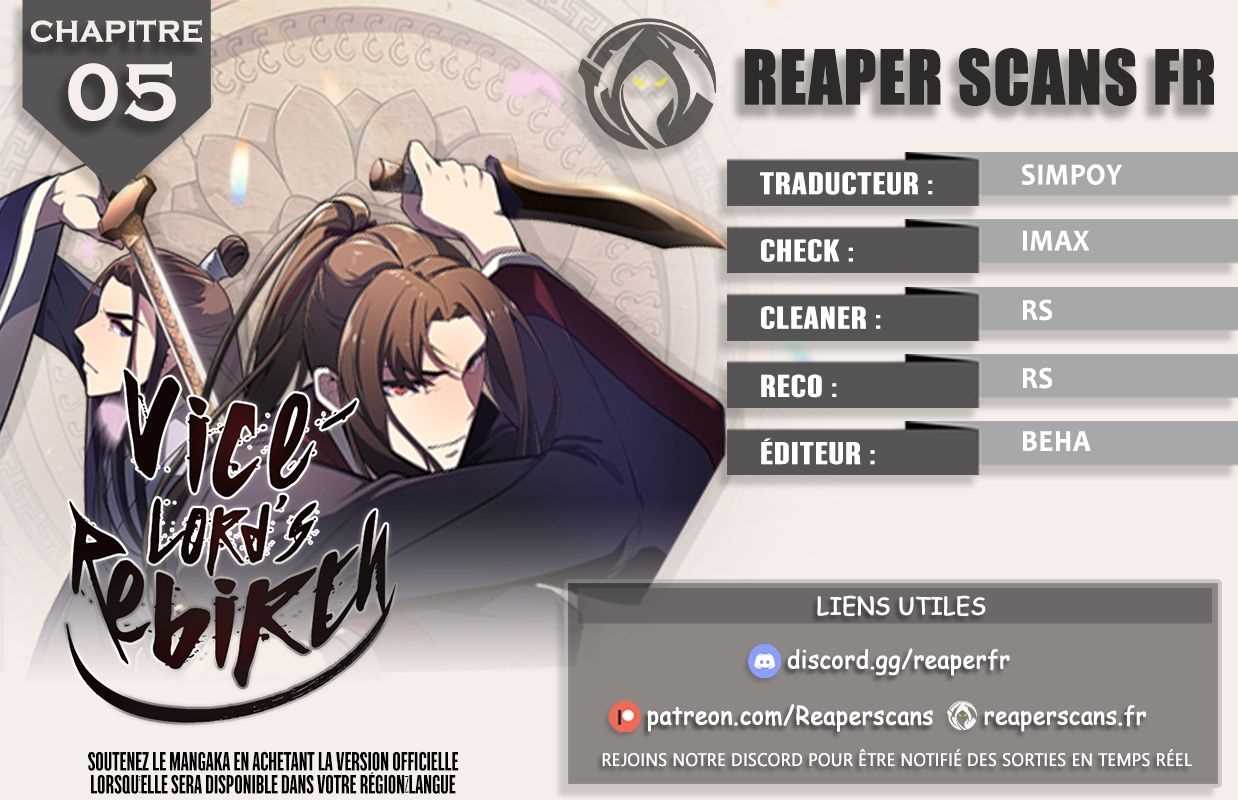 CHAPITRE
05
REAPER SCANS FR
TRADUCTEUR :
SIMPOY
CHECK :
IMAX
CLEANER :
RS
RECO :
RS
ÉDITEUR :
BEHA
Vice-
Lord's
Rebirth
LIENS UTILES
discord.gg/reaperfr
patreon.com/Reaperscans
reaperscans.fr
REJOINS NOTRE DISCORD POUR ÊTRE NOTIFIÉ DES SORTIES EN TEMPS RÉEL
SOUTENEZ LE MANGAKA EN ACHETANT LA VERSION OFFICIELLE
LORSQU'ELLE SERA DISPONIBLE DANS VOTRE RÉGION/LANGUE